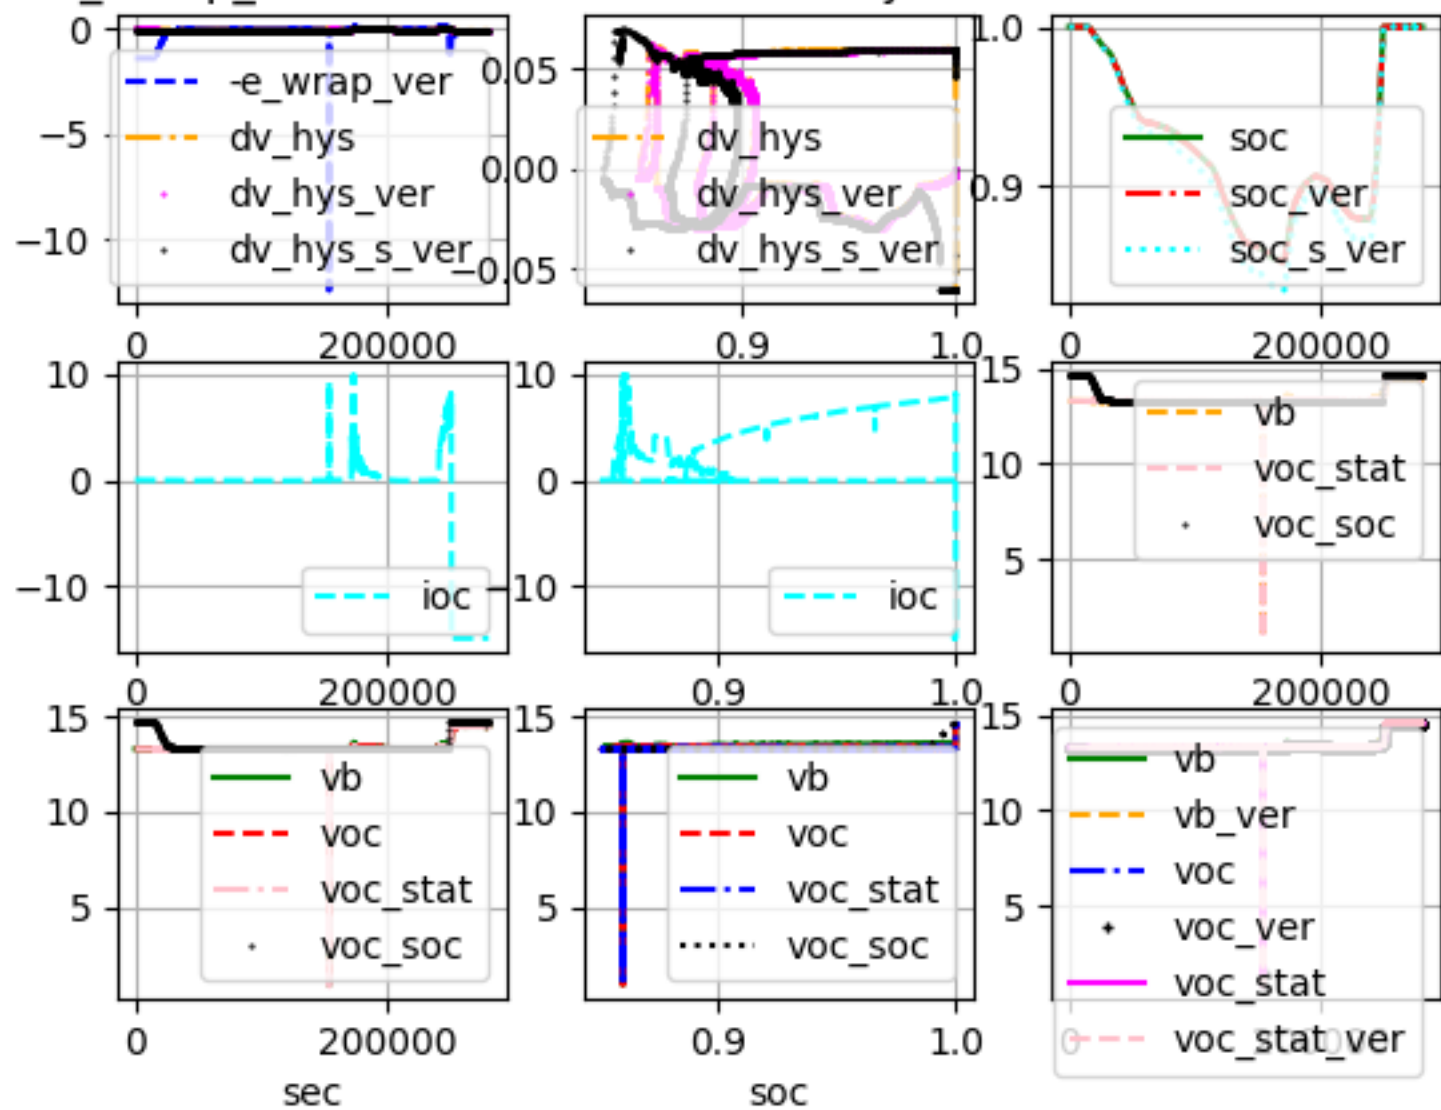 0
−5
−10
-e_wrap_ver
dv_hys
dv_hys_ver
dv_hys_s_ver
0 200000
0.05
0.00
−0.05
dv_hys
dv_hys_ver
dv_hys_s_ver
0.9 1.0
1.0
0.9
soc
soc_ver
soc_s_ver
0 200000
10
0
−10
ioc
0 200000
10
0
−10
ioc
0.9 1.0
15
10
5
vb
voc_stat
voc_soc
0 200000
15
10
5
vb
voc
voc_stat
voc_soc
0 200000
sec
15
10
5
vb
voc
voc_stat
voc_soc
0.9 1.0
soc
15
10
5
vb
vb_ver
voc
voc_ver
voc_stat
voc_stat_ver
0 200000